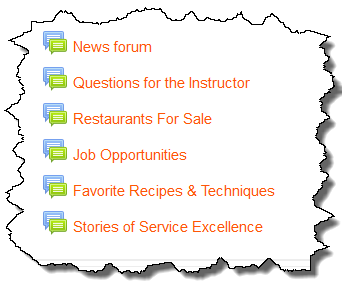 News forum
Questions for the Instructor
Restaurants For Sale
Job Opportunities
Favorite Recipes & Techniques
Stories of Service Excellence